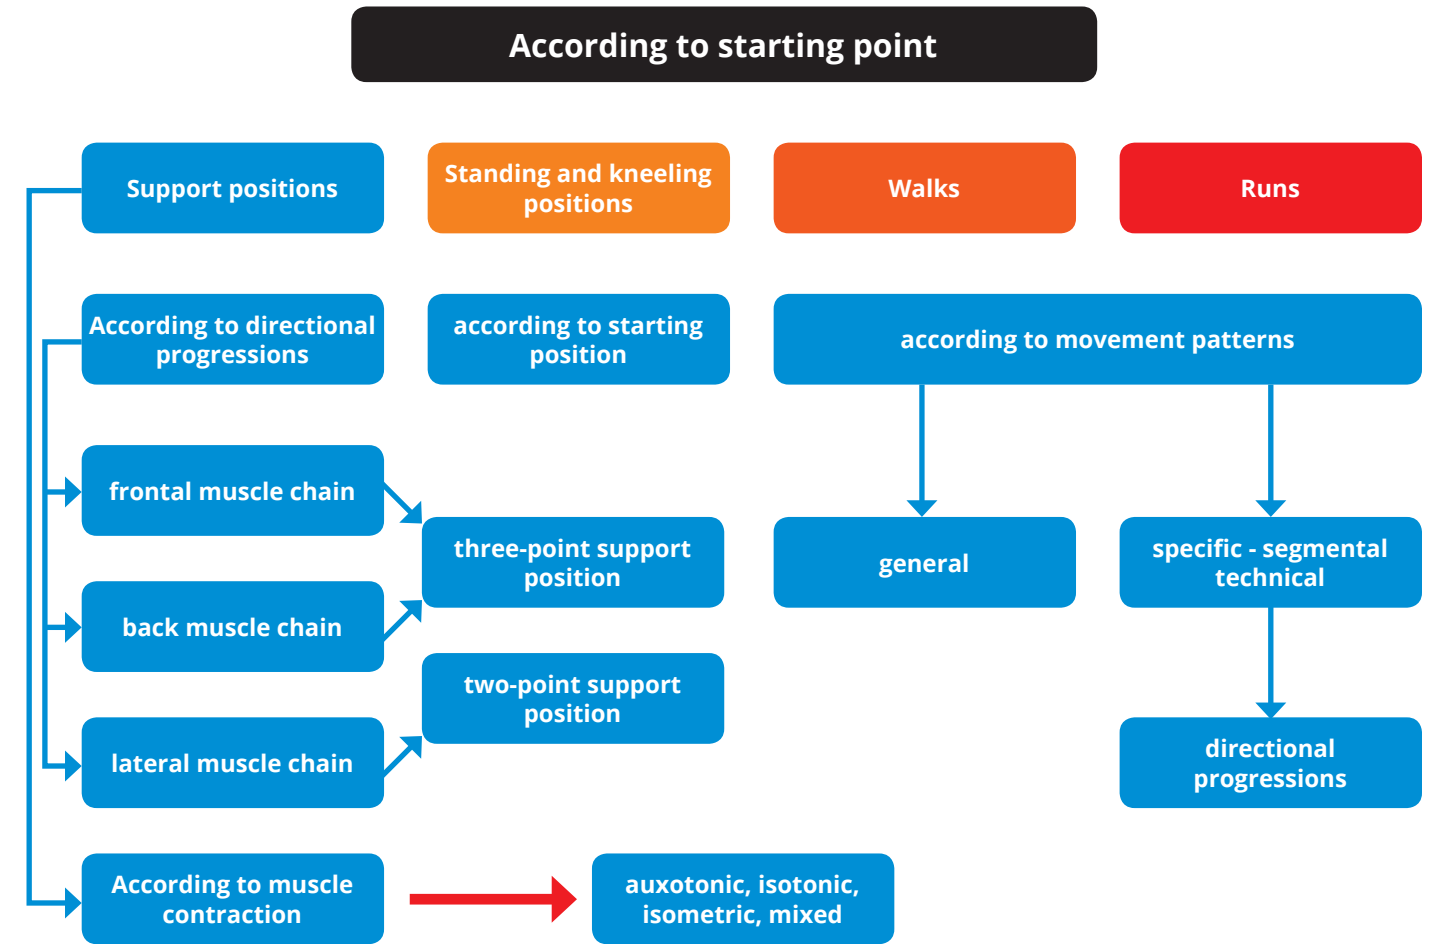 According to starting point
Support positions
Standing and kneeling
positions
Walks
Runs
According to directional
progressions
according to starting
position
according to movement patterns
frontal muscle chain
three-point support
position
general
specific - segmental
technical
back muscle chain
two-point support
position
lateral muscle chain
directional
progressions
According to muscle
contraction
auxotonic, isotonic,
isometric, mixed